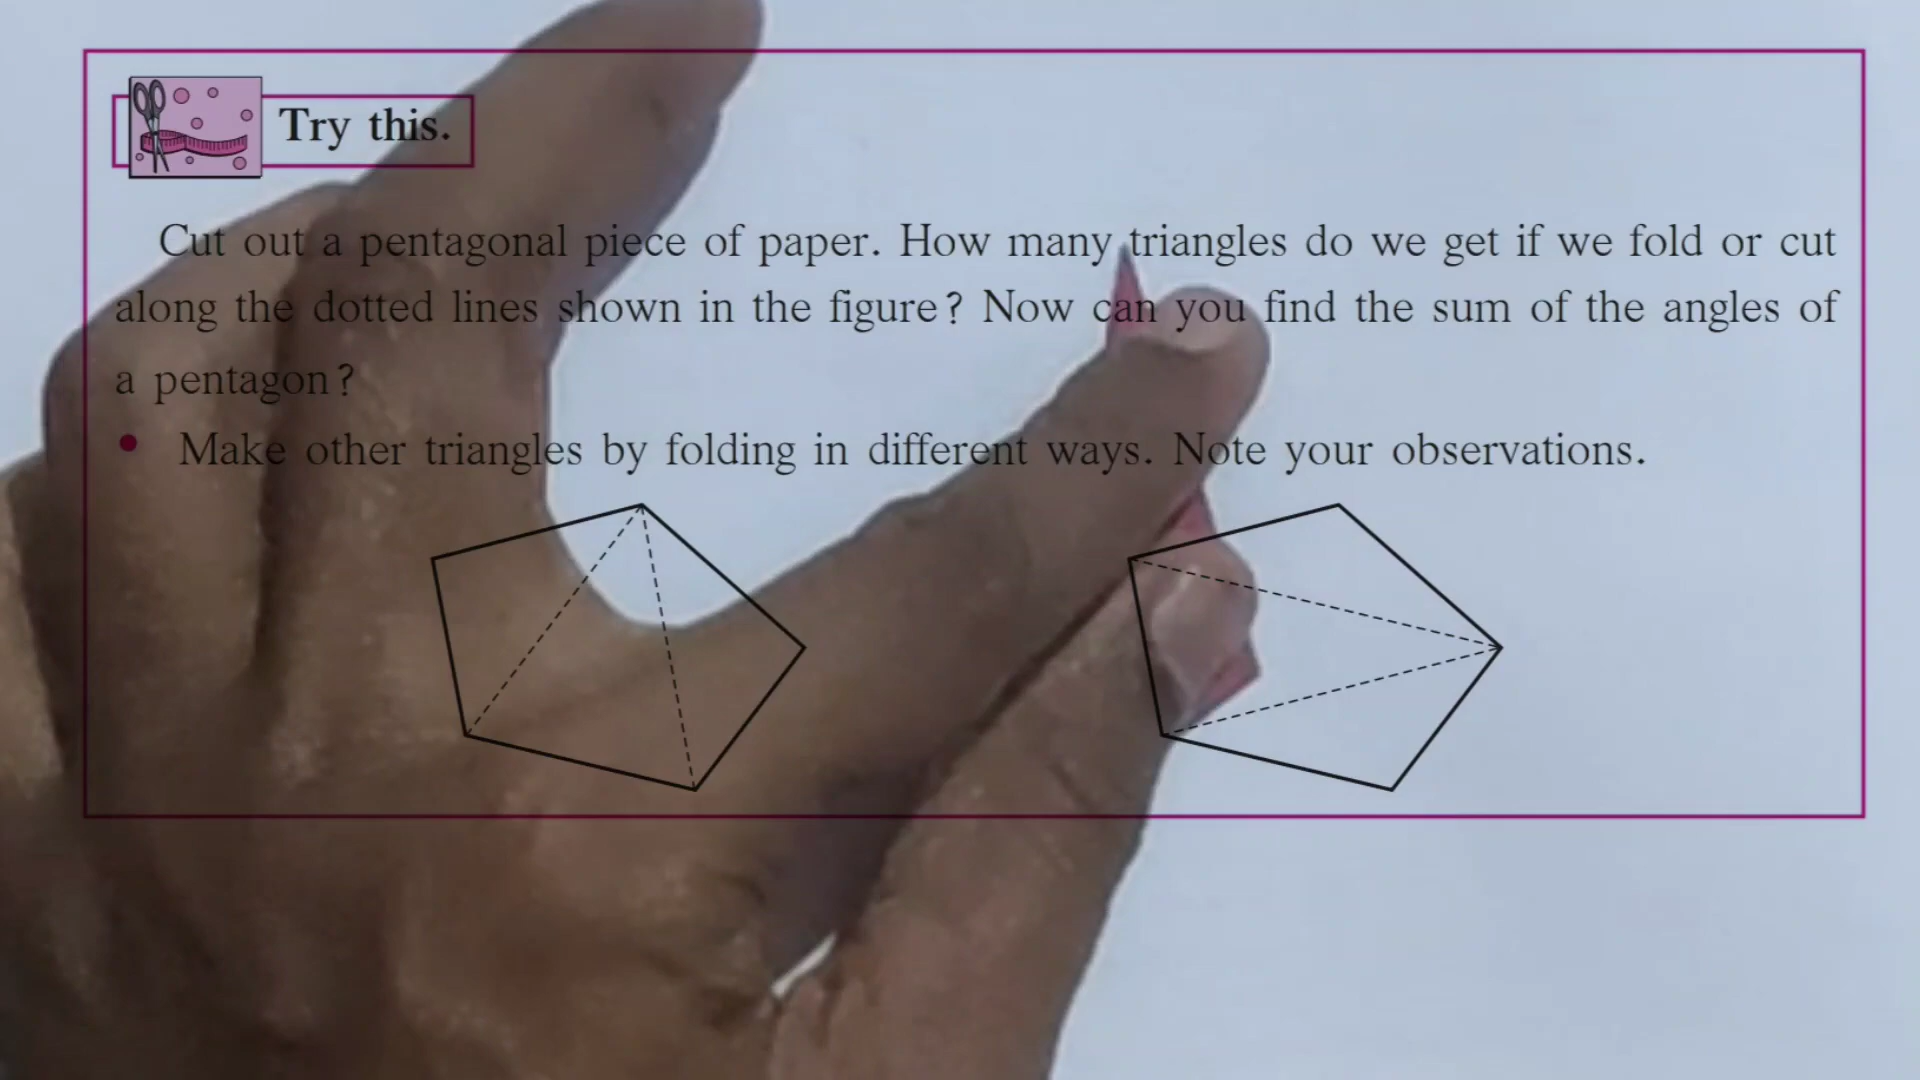 Try this.
Cut out a pentagonal piece of paper. How many triangles do we get if we fold or cut
along the dotted lines shown in the figure? Now can you find the sum of the angles of
a pentagon?
• Make other triangles by folding in different ways. Note your observations.